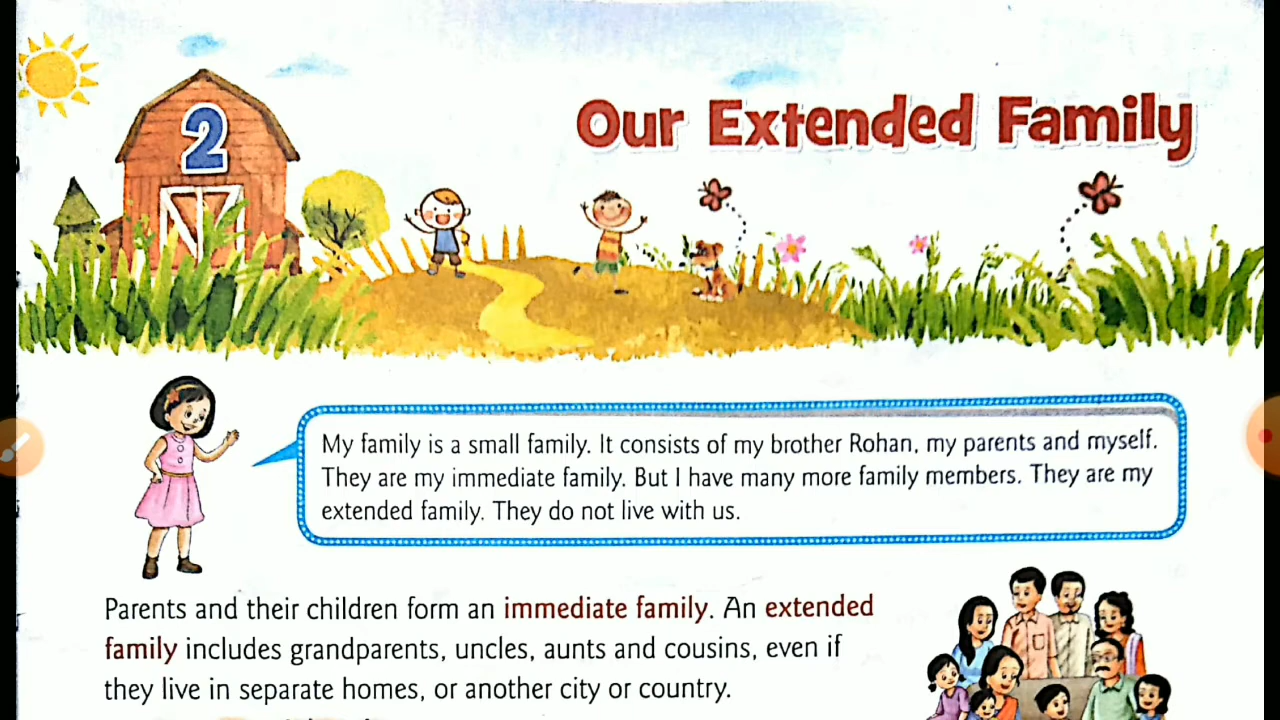 2
Our Extended Family
My family is a small family. It consists of my brother Rohan, my parents and myself.
They are my immediate family. But I have many more family members. They are my
extended family. They do not live with us.
Parents and their children form an immediate family. An extended
family includes grandparents, uncles, aunts and cousins, even if
they live in separate homes, or another city or country.